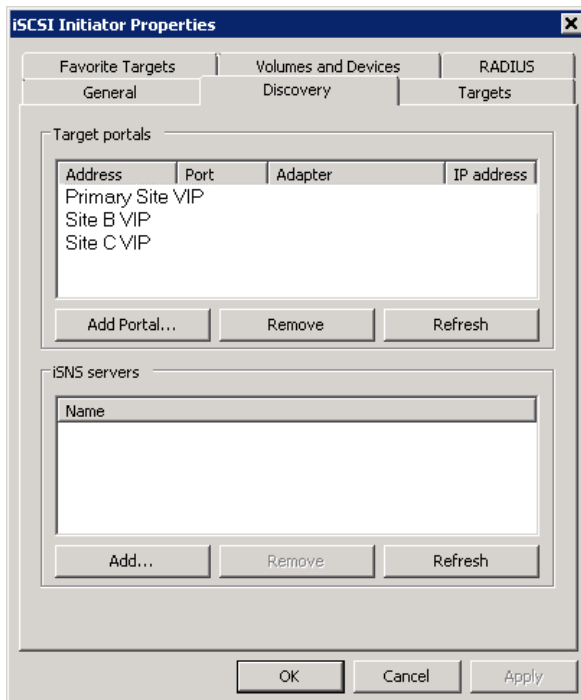 iSCSI Initiator Properties
Favorite Targets Volumes and Devices RADIUS
General Discovery Targets
Target portals
Address Port Adapter IP address
Primary Site VIP
Site B VIP
Site C VIP
Add Portal... Remove Refresh
iSNS servers
Name
Add... Remove Refresh
OK Cancel Apply